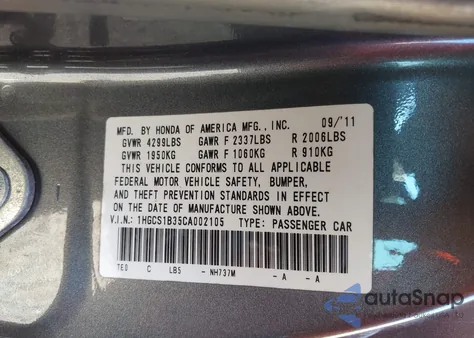 MFD. BY HONDA OF AMERICA MFG., INC. 09/'11
GVWR 4299LBS GAWR F 2337LBS R 2006LBS
GVWR 1950KG GAWR F 1060KG R 910KG
THIS VEHICLE CONFORMS TO ALL APPLICABLE
FEDERAL MOTOR VEHICLE SAFETY, BUMPER,
AND THEFT PREVENTION STANDARDS IN EFFECT
ON THE DATE OF MANUFACTURE SHOWN ABOVE.
V.I.N.: 1HGCS1B35CA002105 TYPE: PASSENGER CAR
TE0 C LB5 - NH737M - A - A
autoSnap